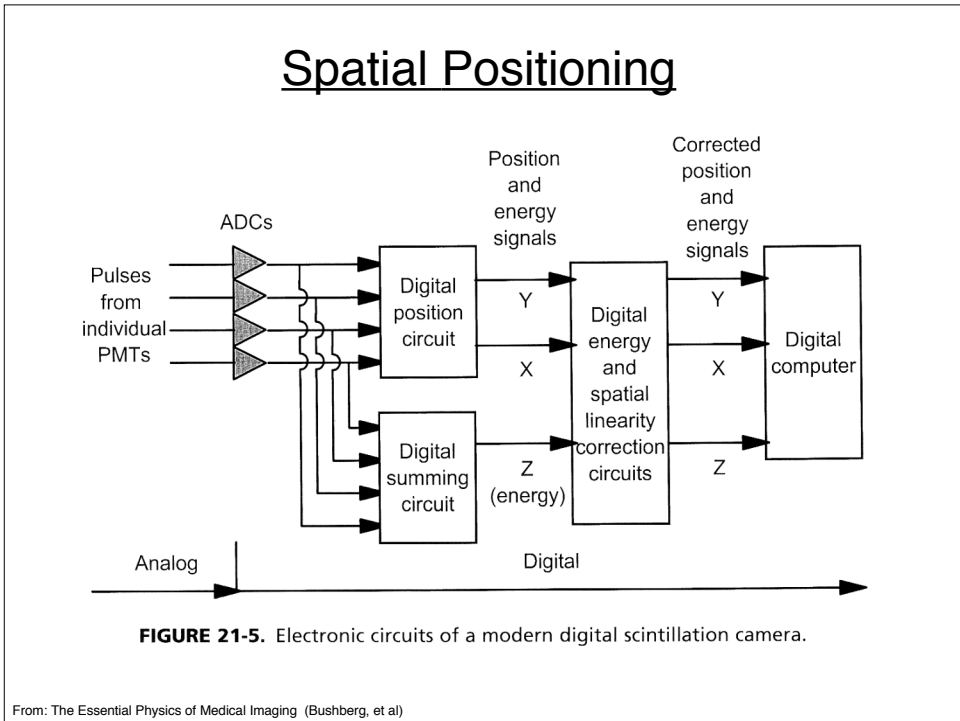 Spatial Positioning
ADCs
Pulses
from
individual
PMTs
Digital
position
circuit
Digital
summing
circuit
Position
and
energy
signals
Y
X
Z
(energy)
Digital
energy
and
spatial
linearity
correction
circuits
Corrected
position
and
energy
signals
Y
X
Z
Digital
computer
Analog
Digital
FIGURE 21-5. Electronic circuits of a modern digital scintillation camera.
From: The Essential Physics of Medical Imaging (Bushberg, et al)